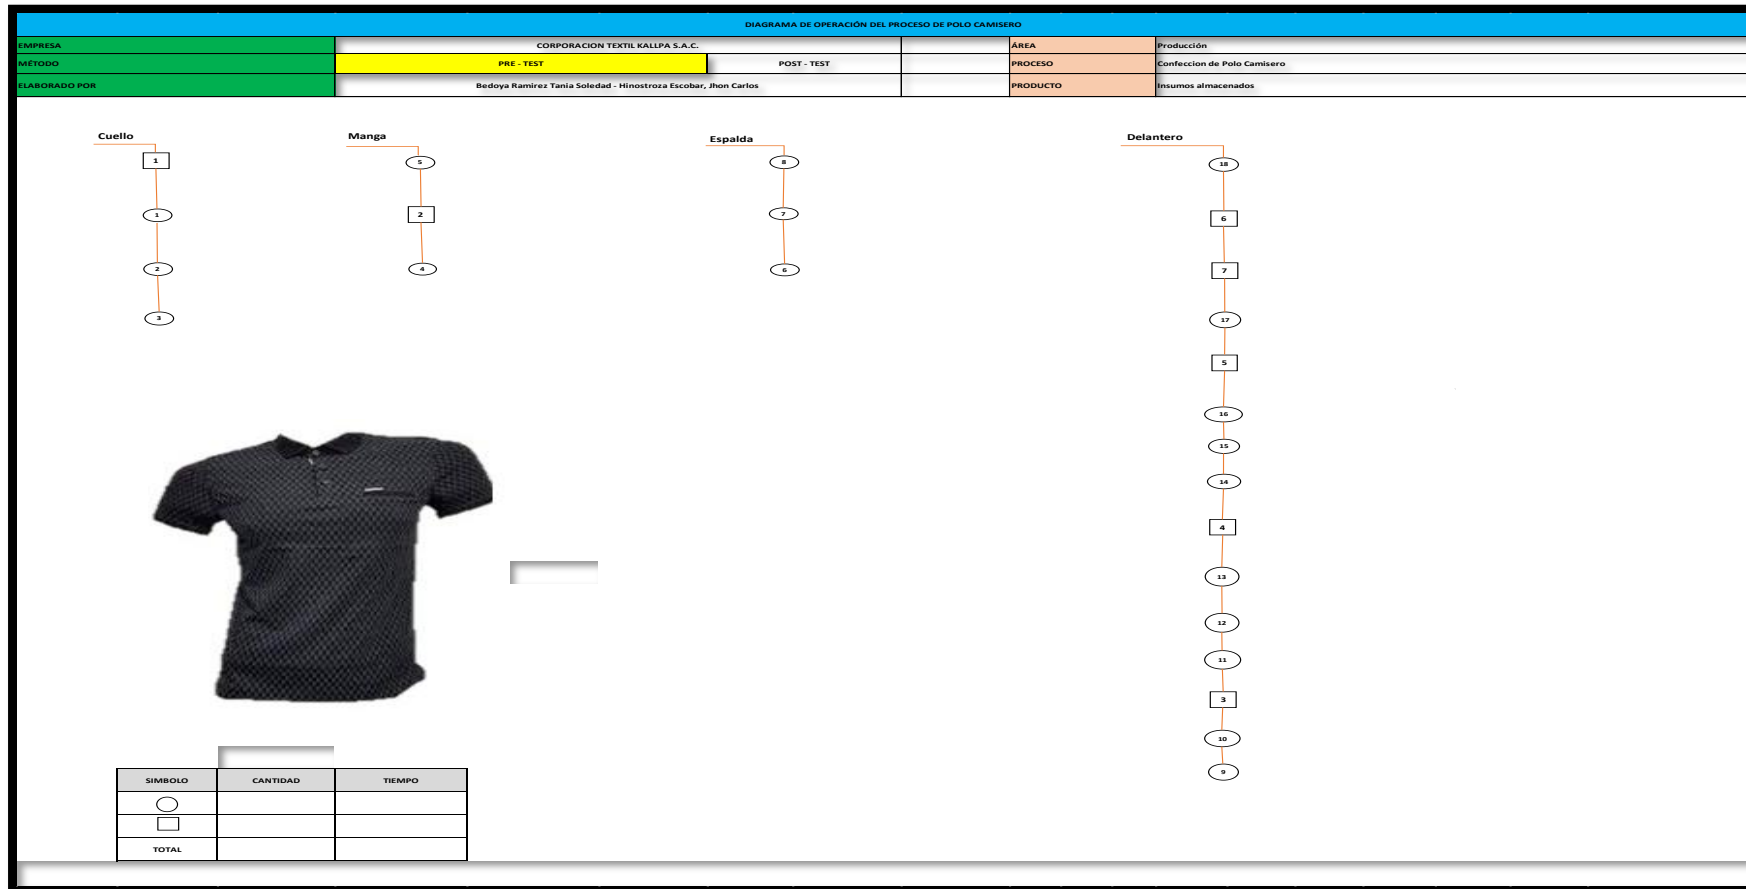 DIAGRAMA DE OPERACIÓN DEL PROCESO DE POLO CAMISERO
EMPRESA CORPORACION TEXTIL KALLPA S.A.C. ÁREA Producción
MÉTODO PRE - TEST POST - TEST PROCESO Confeccion de Polo Camisero
ELABORADO POR Bedoya Ramirez Tania Soledad - Hinostroza Escobar, Jhon Carlos PRODUCTO Insumos almacenados
Cuello
1
1
2
3
Manga
5
2
4
Espalda
8
7
6
Delantero
18
6
7
17
5
16
15
14
4
13
12
11
3
10
9
SIMBOLO CANTIDAD TIEMPO
TOTAL